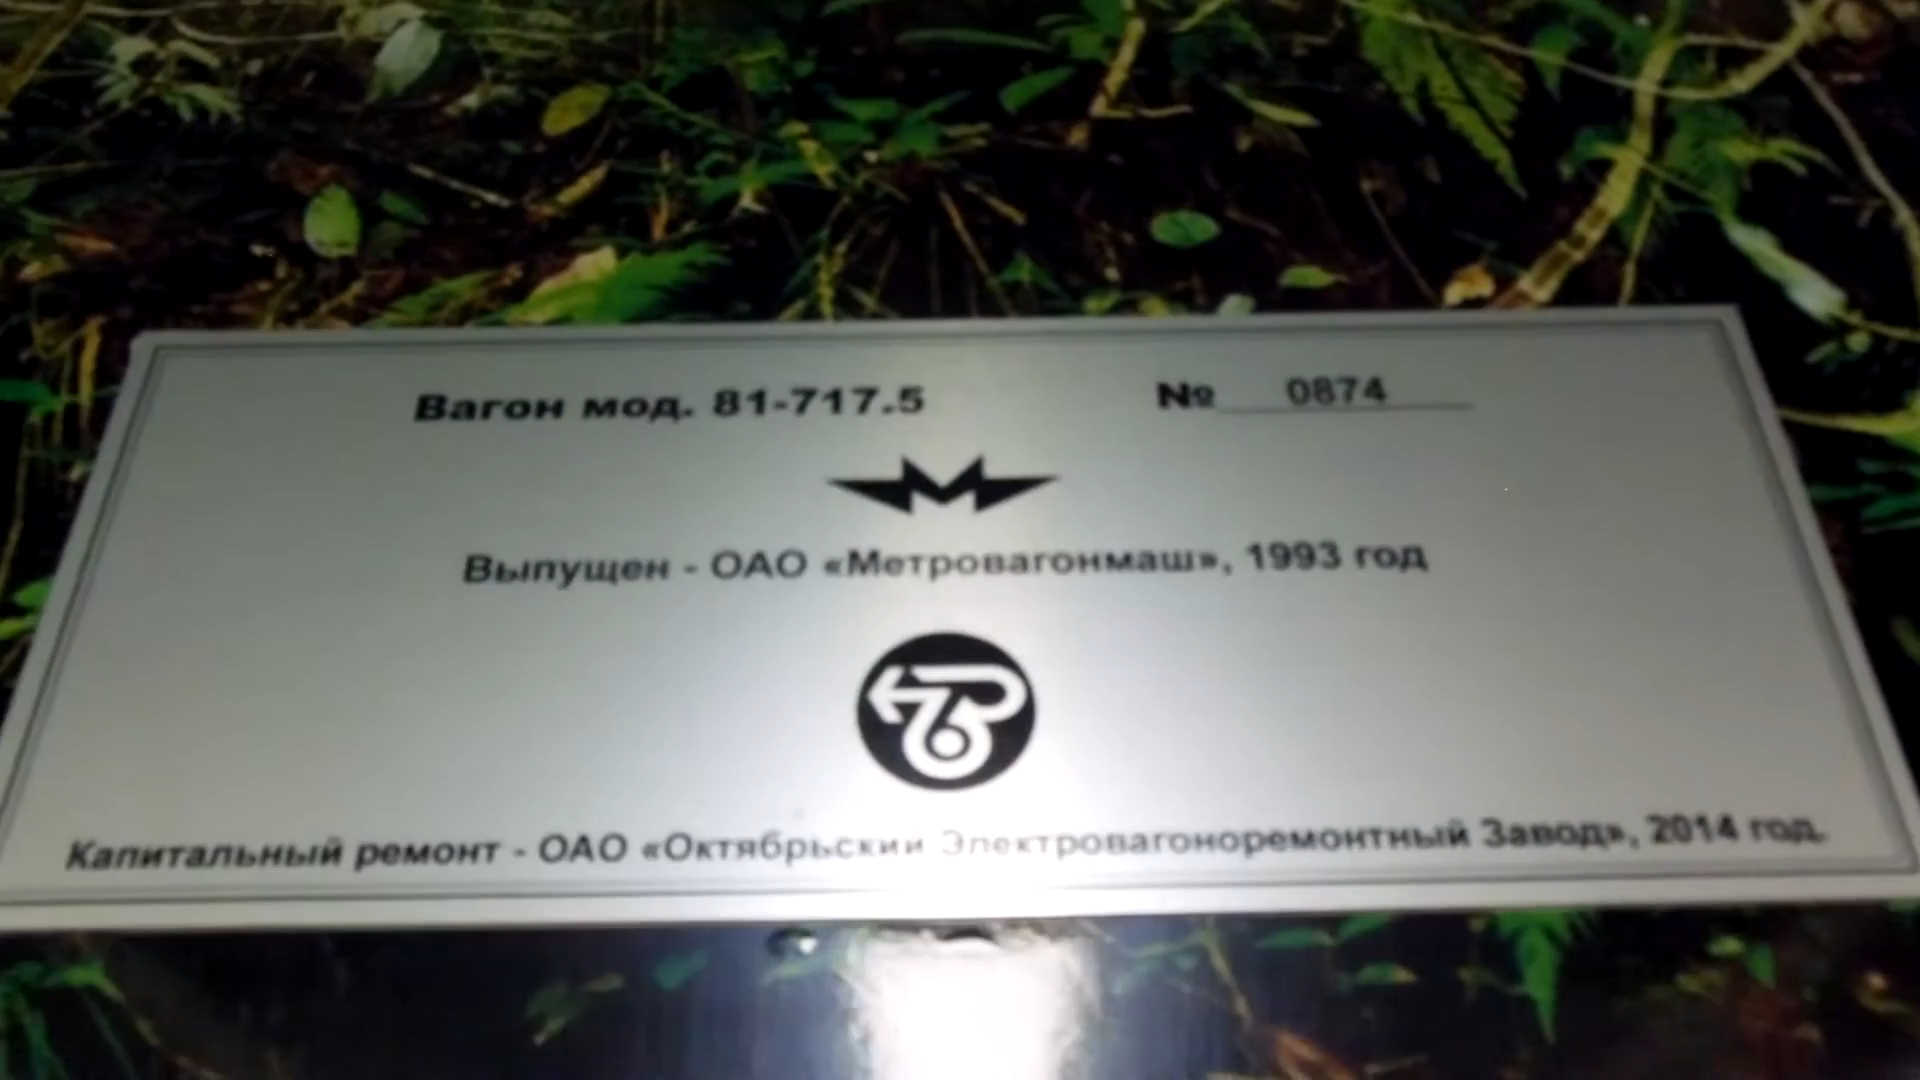 Вагон мод. 81-717.5 № 0874
Выпущен - ОАО «Метровагонмаш», 1993 год
Капитальный ремонт - ОАО «Октябрьский Электровагоноремонтный Завод», 2014 год.